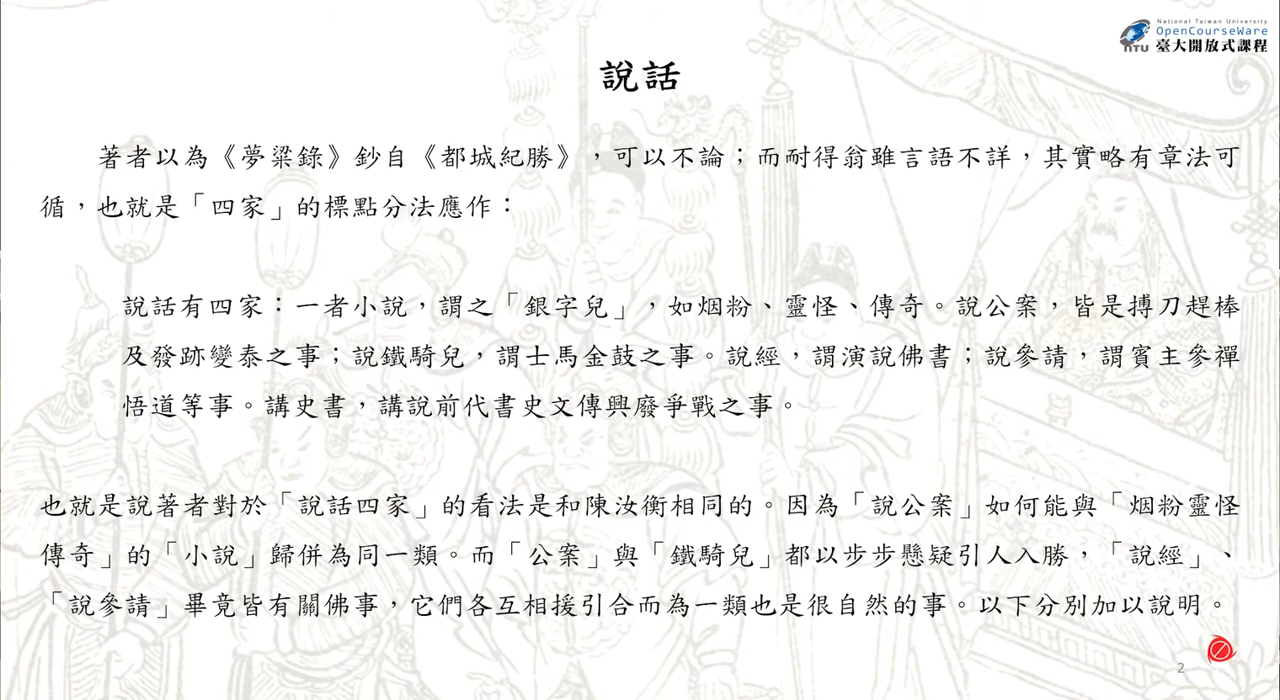 National Taiwan University
OpenCourseWare
NTU 臺大開放式課程
說話
著者以為《夢粱錄》鈔自《都城紀勝》，可以不論；而耐得翁雖言語不詳，其實略有章法可
循，也就是「四家」的標點分法應作：
說話有四家：一者小說，謂之「銀字兒」，如烟粉、靈怪、傳奇。說公案，皆是搏刀趕棒
及發跡變泰之事；說鐵騎兒，謂士馬金鼓之事。說經，謂演說佛書；說參請，謂賓主參禪
悟道等事。講史書，講說前代書史文傳興廢爭戰之事。
也就是說著者對於「說話四家」的看法是和陳汝衡相同的。因為「說公案」如何能與「烟粉靈怪
傳奇」的「小說」歸併為同一類。而「公案」與「鐵騎兒」都以步步懸疑引人入勝，「說經」、
「說參請」畢竟皆有關佛事，它們各互相援引合而為一類也是很自然的事。以下分別加以說明。
2